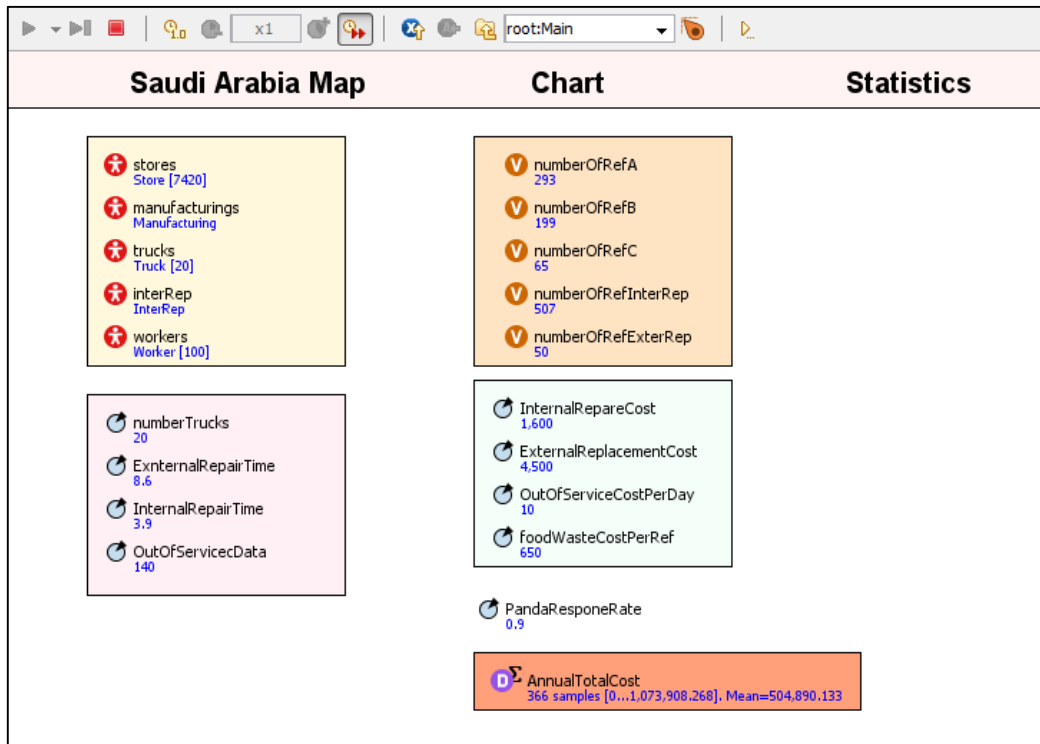 1.0
x1
root:Main
Saudi Arabia Map
Chart
Statistics
stores
Store [7420]
manufacturings
Manufacturing
trucks
Truck [20]
interRep
InterRep
workers
Worker [100]
numberTrucks
20
ExnternalRepairTime
8.6
InternalRepairTime
3.9
OutOfServicecData
140
V numberOfRefA
293
V numberOfRefB
199
V numberOfRefC
65
V numberOfRefInterRep
507
V numberOfRefExterRep
50
InternalRepareCost
1,600
ExternalReplacementCost
4,500
OutOfServiceCostPerDay
10
foodWasteCostPerRef
650
PandaResponeRate
0.9
D Σ AnnualTotalCost
366 samples [0...1,073,908.268]. Mean=504,890.133